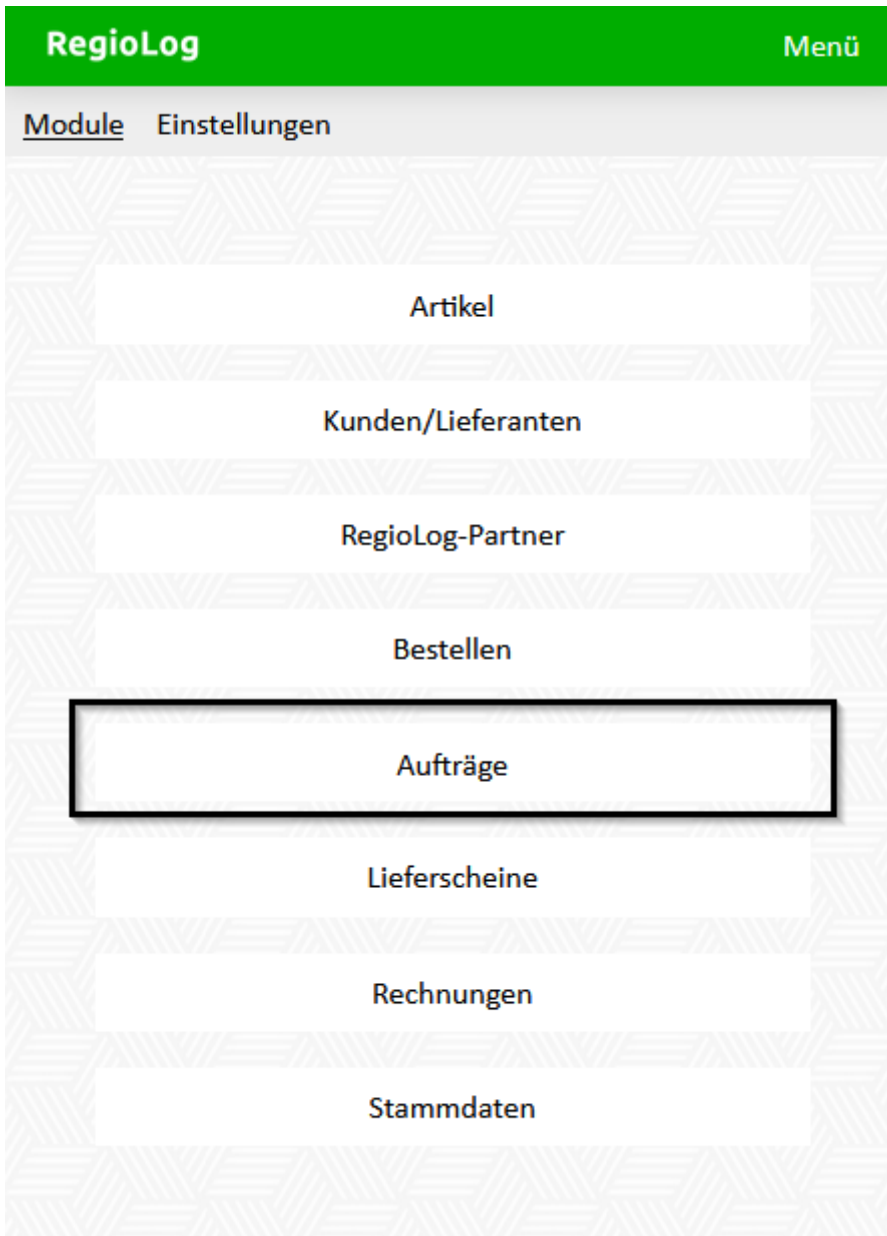 RegioLog
Menü
Module Einstellungen
Artikel
Kunden/Lieferanten
RegioLog-Partner
Bestellen
Aufträge
Lieferscheine
Rechnungen
Stammdaten